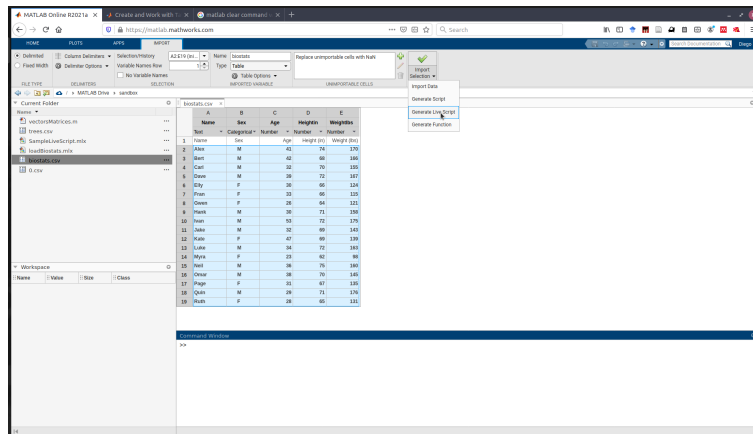 MATLAB Online R2021a
Create and Work with
matlab clear command
https://matlab.mathworks.com
Search
HOME PLOTS APPS IMPORT
Search Documentation Diego
Delimited Column Delimiters Selection/History A2:E19 Name biostats Replace unimportable cells with NaN
Fixed Width Delimiter Options Variable Names Row 1 Type Table
No Variable Names Table Options
Import Selection
FILE TYPE DELIMITERS SELECTION IMPORTED VARIABLE UNIMPORTABLE CELLS
Import Data
Generate Script
Generate Live Script
Generate Function
/ > MATLAB Drive > sandbox
Current Folder
Name
vectorsMatrices.m
trees.csv
SampleLiveScript.mlx
loadBiostats.mlx
biostats.csv
0.csv
Workspace
Name Value Size Class
biostats.csv
A B C D E
Name Sex Age HeightIn Weightlbs
Text Categorical Number Number Number
1 Name Sex Age Height (in) Weight (lbs)
2 Alex M 41 74 170
3 Bert M 42 68 166
4 Carl M 32 70 155
5 Dave M 39 72 167
6 Elly F 30 66 124
7 Fran F 33 66 115
8 Gwen F 26 64 121
9 Hank M 30 71 158
10 Ivan M 53 72 175
11 Jake M 32 69 143
12 Kate F 47 69 139
13 Luke M 34 72 163
14 Myra F 23 62 98
15 Neil M 36 75 160
16 Omar M 38 70 145
17 Page F 31 67 135
18 Quin M 29 71 176
19 Ruth F 28 65 131
Command Window
>>